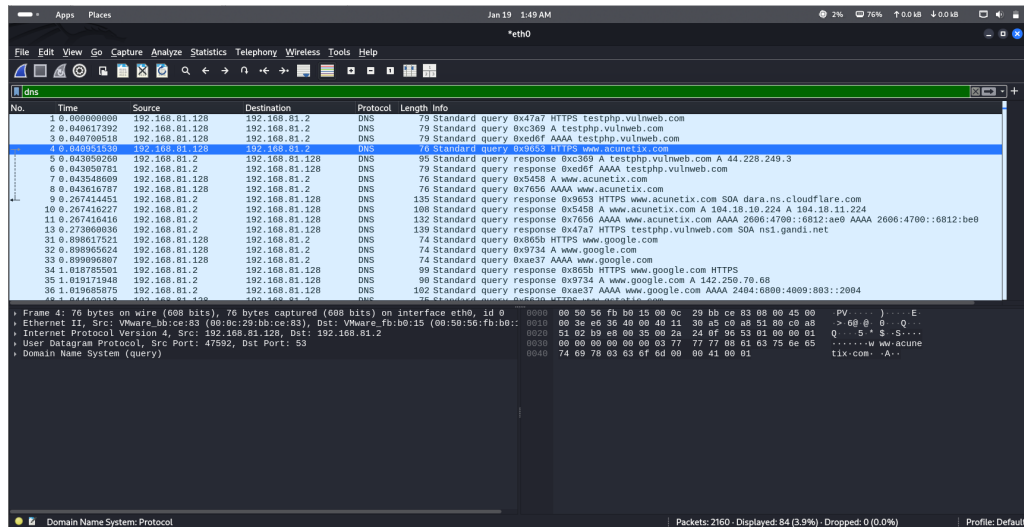 Apps Places Jan 19 1:49 AM 2% 76% ↑ 0.0 kB ↓ 0.0 kB
*eth0
File Edit View Go Capture Analyze Statistics Telephony Wireless Tools Help
dns
No. Time Source Destination Protocol Length Info
1 0.000000000 192.168.81.128 192.168.81.2 DNS 79 Standard query 0x47a7 HTTPS testphp.vulnweb.com
2 0.040617392 192.168.81.128 192.168.81.2 DNS 79 Standard query 0xc369 A testphp.vulnweb.com
3 0.040700518 192.168.81.128 192.168.81.2 DNS 79 Standard query 0xed6f AAAA testphp.vulnweb.com
4 0.040951530 192.168.81.128 192.168.81.2 DNS 76 Standard query 0x9653 HTTPS www.acunetix.com
5 0.043050260 192.168.81.2 192.168.81.128 DNS 95 Standard query response 0xc369 A testphp.vulnweb.com A 44.228.249.3
6 0.043050781 192.168.81.2 192.168.81.128 DNS 79 Standard query response 0xed6f AAAA testphp.vulnweb.com
7 0.043548609 192.168.81.128 192.168.81.2 DNS 76 Standard query 0x5458 A www.acunetix.com
8 0.043616787 192.168.81.128 192.168.81.2 DNS 76 Standard query 0x7656 AAAA www.acunetix.com
9 0.267414451 192.168.81.2 192.168.81.128 DNS 135 Standard query response 0x9653 HTTPS www.acunetix.com SOA dara.ns.cloudflare.com
10 0.267416227 192.168.81.2 192.168.81.128 DNS 108 Standard query response 0x5458 A www.acunetix.com A 104.18.10.224 A 104.18.11.224
11 0.267416416 192.168.81.2 192.168.81.128 DNS 132 Standard query response 0x7656 AAAA www.acunetix.com AAAA 2606:4700::6812:ae0 AAAA 2606:4700::6812:be0
13 0.273060036 192.168.81.2 192.168.81.128 DNS 139 Standard query response 0x47a7 HTTPS testphp.vulnweb.com SOA ns1.gandi.net
31 0.898617521 192.168.81.128 192.168.81.2 DNS 74 Standard query 0x865b HTTPS www.google.com
32 0.898965624 192.168.81.128 192.168.81.2 DNS 74 Standard query 0x9734 A www.google.com
33 0.899096807 192.168.81.128 192.168.81.2 DNS 74 Standard query 0xae37 AAAA www.google.com
34 1.018785501 192.168.81.2 192.168.81.128 DNS 99 Standard query response 0x865b HTTPS www.google.com HTTPS
35 1.019171948 192.168.81.2 192.168.81.128 DNS 90 Standard query response 0x9734 A www.google.com A 142.250.70.68
36 1.019685875 192.168.81.2 192.168.81.128 DNS 102 Standard query response 0xae37 AAAA www.google.com AAAA 2404:6800:4009:803::2004
Frame 4: 76 bytes on wire (608 bits), 76 bytes captured (608 bits) on interface eth0, id 0 0000 00 50 56 fb b0 15 00 0c 29 bb ce 83 08 00 45 00 ·PV····· )·····E·
Ethernet II, Src: VMware_bb:ce:83 (00:0c:29:bb:ce:83), Dst: VMware_fb:b0:15 (00:50:56:fb:b0:1 0010 00 3e e6 36 40 00 40 11 30 a5 c0 a8 51 80 c0 a8 ·>·6@·@· 0···Q···
Internet Protocol Version 4, Src: 192.168.81.128, Dst: 192.168.81.2 0020 51 02 b9 e8 00 35 00 2a 24 0f 96 53 01 00 00 01 Q····5·* $··S····
User Datagram Protocol, Src Port: 47592, Dst Port: 53 0030 00 00 00 00 00 00 03 77 77 77 08 61 63 75 6e 65 ·······w ww·acune
Domain Name System (query) 0040 74 69 78 03 63 6f 6d 00 00 41 00 01 tix·com· ·A··
Domain Name System: Protocol Packets: 2160 · Displayed: 84 (3.9%) · Dropped: 0 (0.0%) Profile: Default